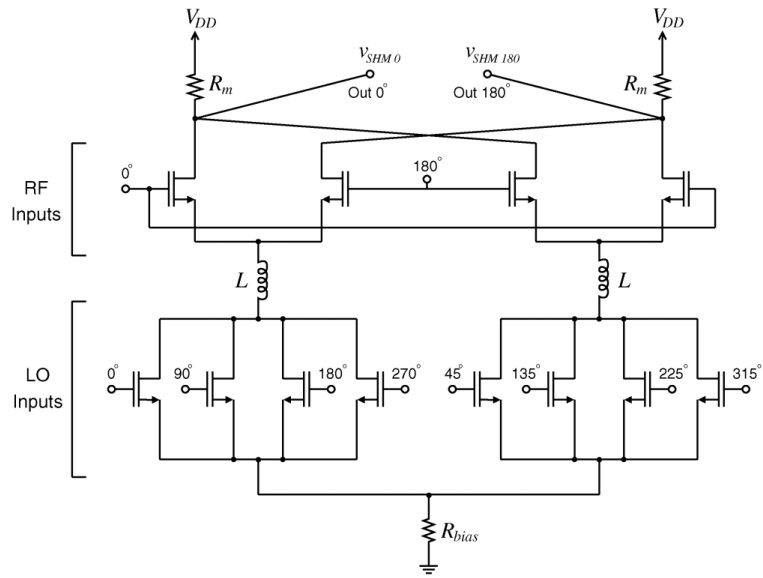 V_DD V_DD
v_SHM 0 v_SHM 180
R_m R_m
Out 0° Out 180°
0° 180°
RF
Inputs
L L
0° 90° 180° 270° 45° 135° 225° 315°
LO
Inputs
R_bias